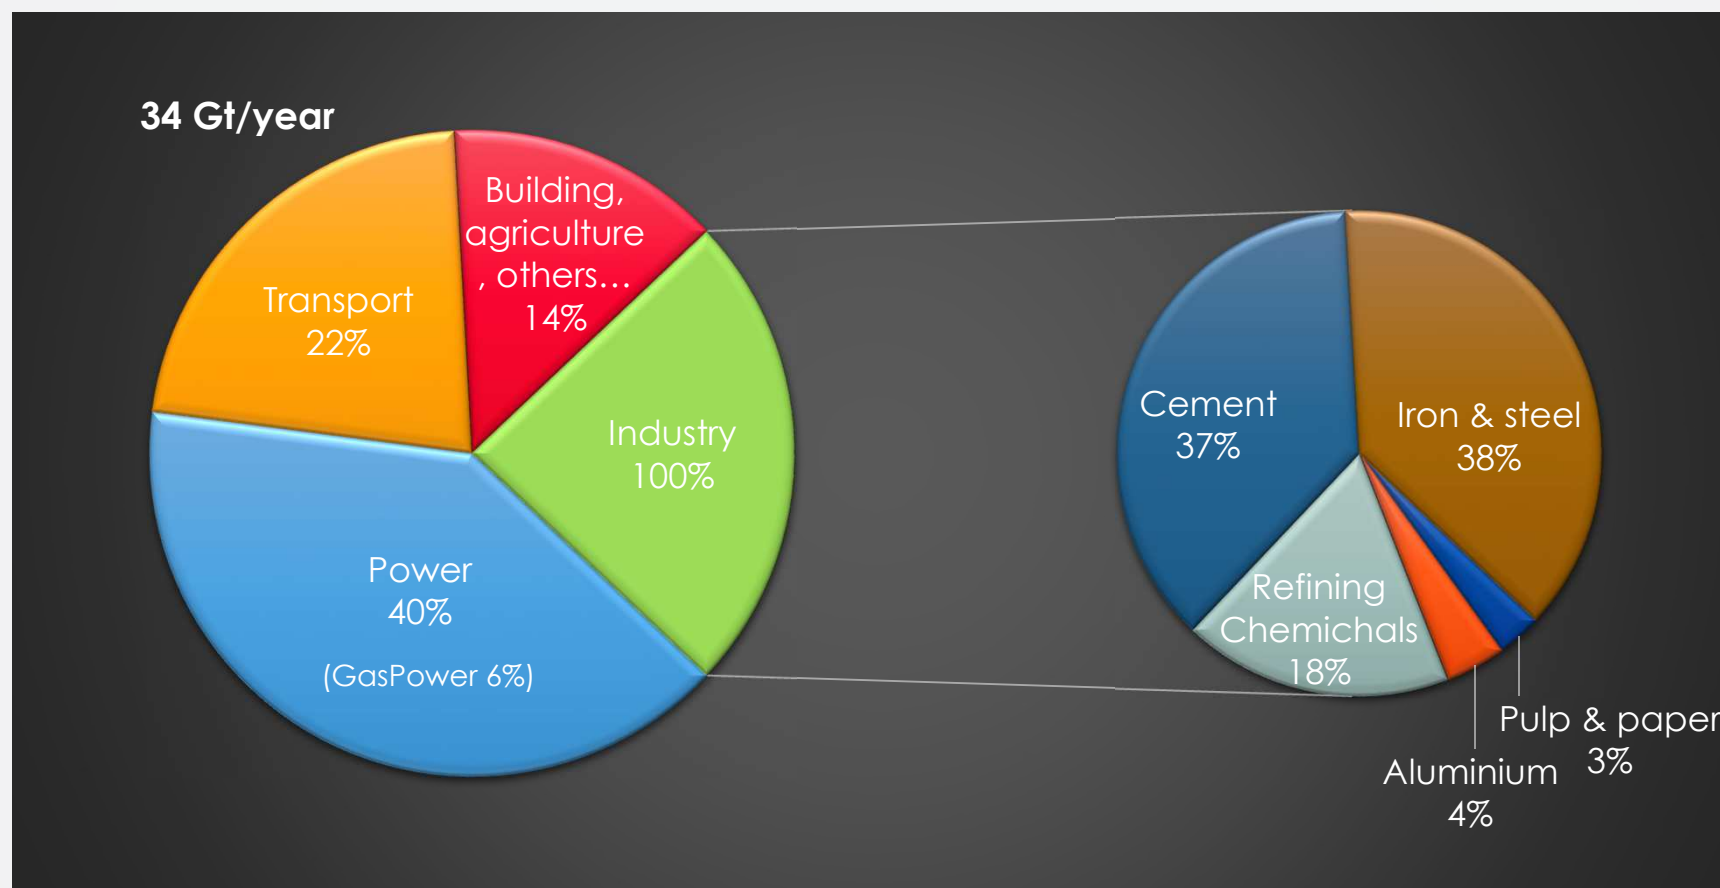 34 Gt/year
Building,
agriculture
, others...
14%
Transport
22%
Industry
100%
Power
40%
(GasPower 6%)
Cement
37%
Iron & steel
38%
Refining
Chemichals
18%
Pulp & paper
3%
Aluminium
4%